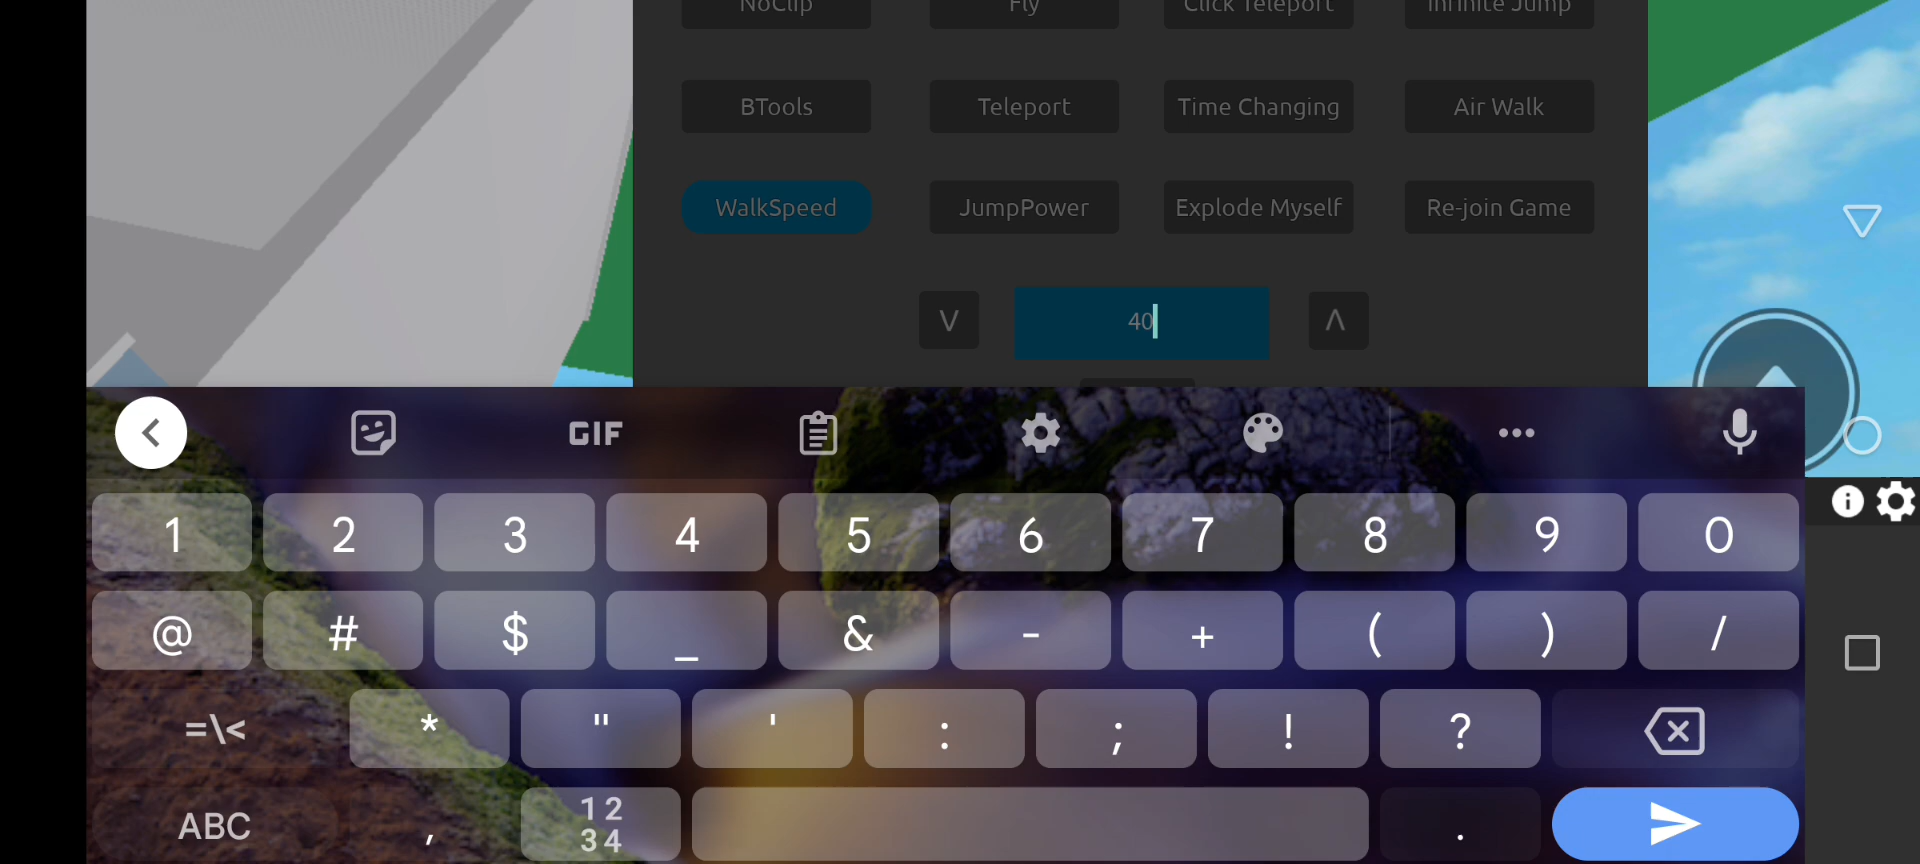 NoClip Fly Click Teleport Infinite Jump
BTools Teleport Time Changing Air Walk
WalkSpeed JumpPower Explode Myself Re-join Game
V 40 Λ
GIF
1 2 3 4 5 6 7 8 9 0
@ # $ _ & - + ( ) /
=\< * " ' : ; ! ?
ABC , 12 .
34